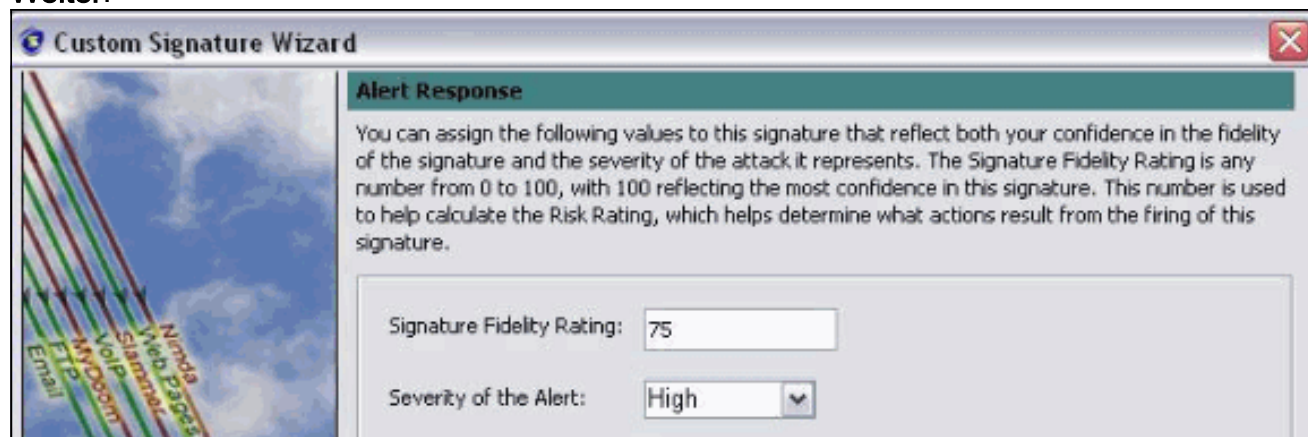 Weiter.
Custom Signature Wizard
Alert Response
You can assign the following values to this signature that reflect both your confidence in the fidelity
of the signature and the severity of the attack it represents. The Signature Fidelity Rating is any
number from 0 to 100, with 100 reflecting the most confidence in this signature. This number is used
to help calculate the Risk Rating, which helps determine what actions result from the firing of this
signature.
Signature Fidelity Rating: 75
Severity of the Alert: High
Nimda
Web Pages
Slammer
VoIP
MyDoom
FTP
Email